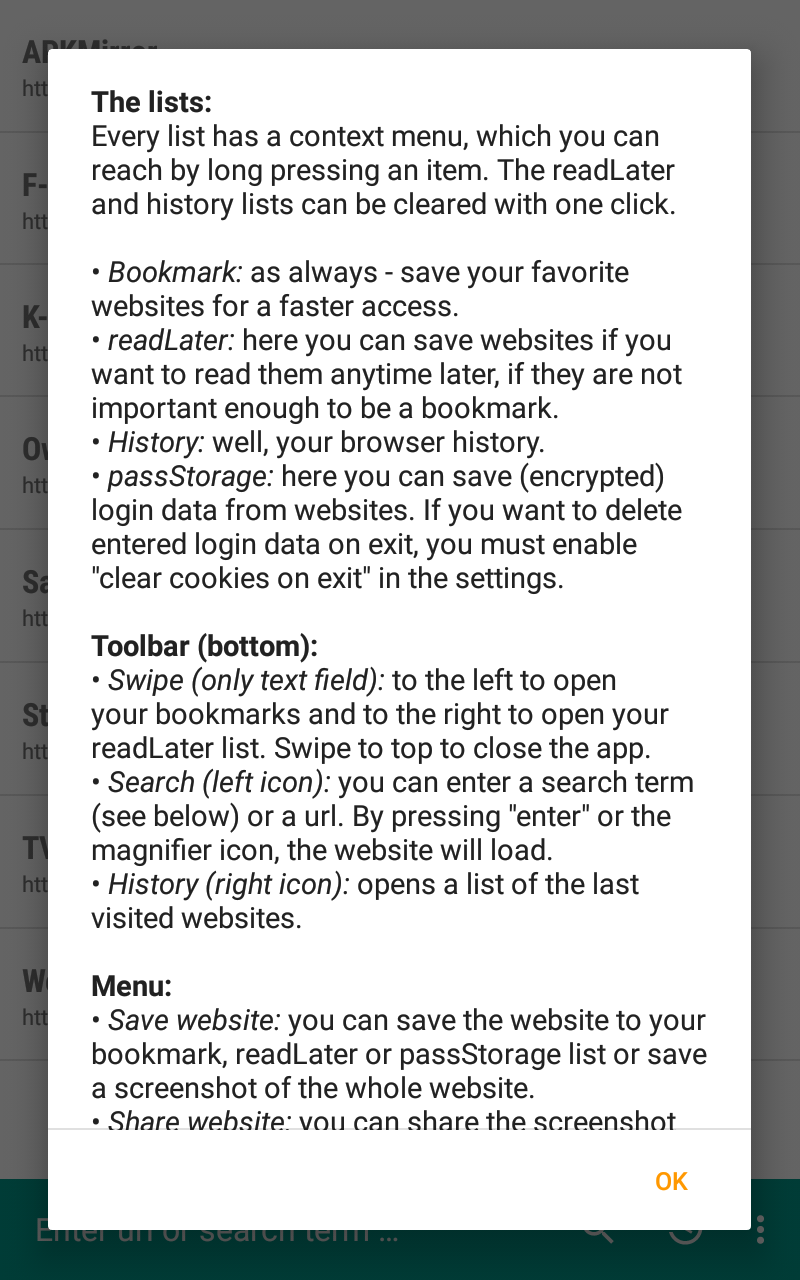 APKMirror
htt
The lists:
Every list has a context menu, which you can
reach by long pressing an item. The readLater
and history lists can be cleared with one click.
F-
htt
• Bookmark: as always - save your favorite
websites for a faster access.
K-
htt
• readLater: here you can save websites if you
want to read them anytime later, if they are not
important enough to be a bookmark.
• History: well, your browser history.
Ow
htt
• passStorage: here you can save (encrypted)
login data from websites. If you want to delete
entered login data on exit, you must enable
"clear cookies on exit" in the settings.
Sa
htt
Toolbar (bottom):
• Swipe (only text field): to the left to open
your bookmarks and to the right to open your
readLater list. Swipe to top to close the app.
St
htt
• Search (left icon): you can enter a search term
(see below) or a url. By pressing "enter" or the
magnifier icon, the website will load.
TV
htt
• History (right icon): opens a list of the last
visited websites.
We
htt
Menu:
• Save website: you can save the website to your
bookmark, readLater or passStorage list or save
a screenshot of the whole website.
• Share website: you can share the screenshot
OK
Enter url or search term ...